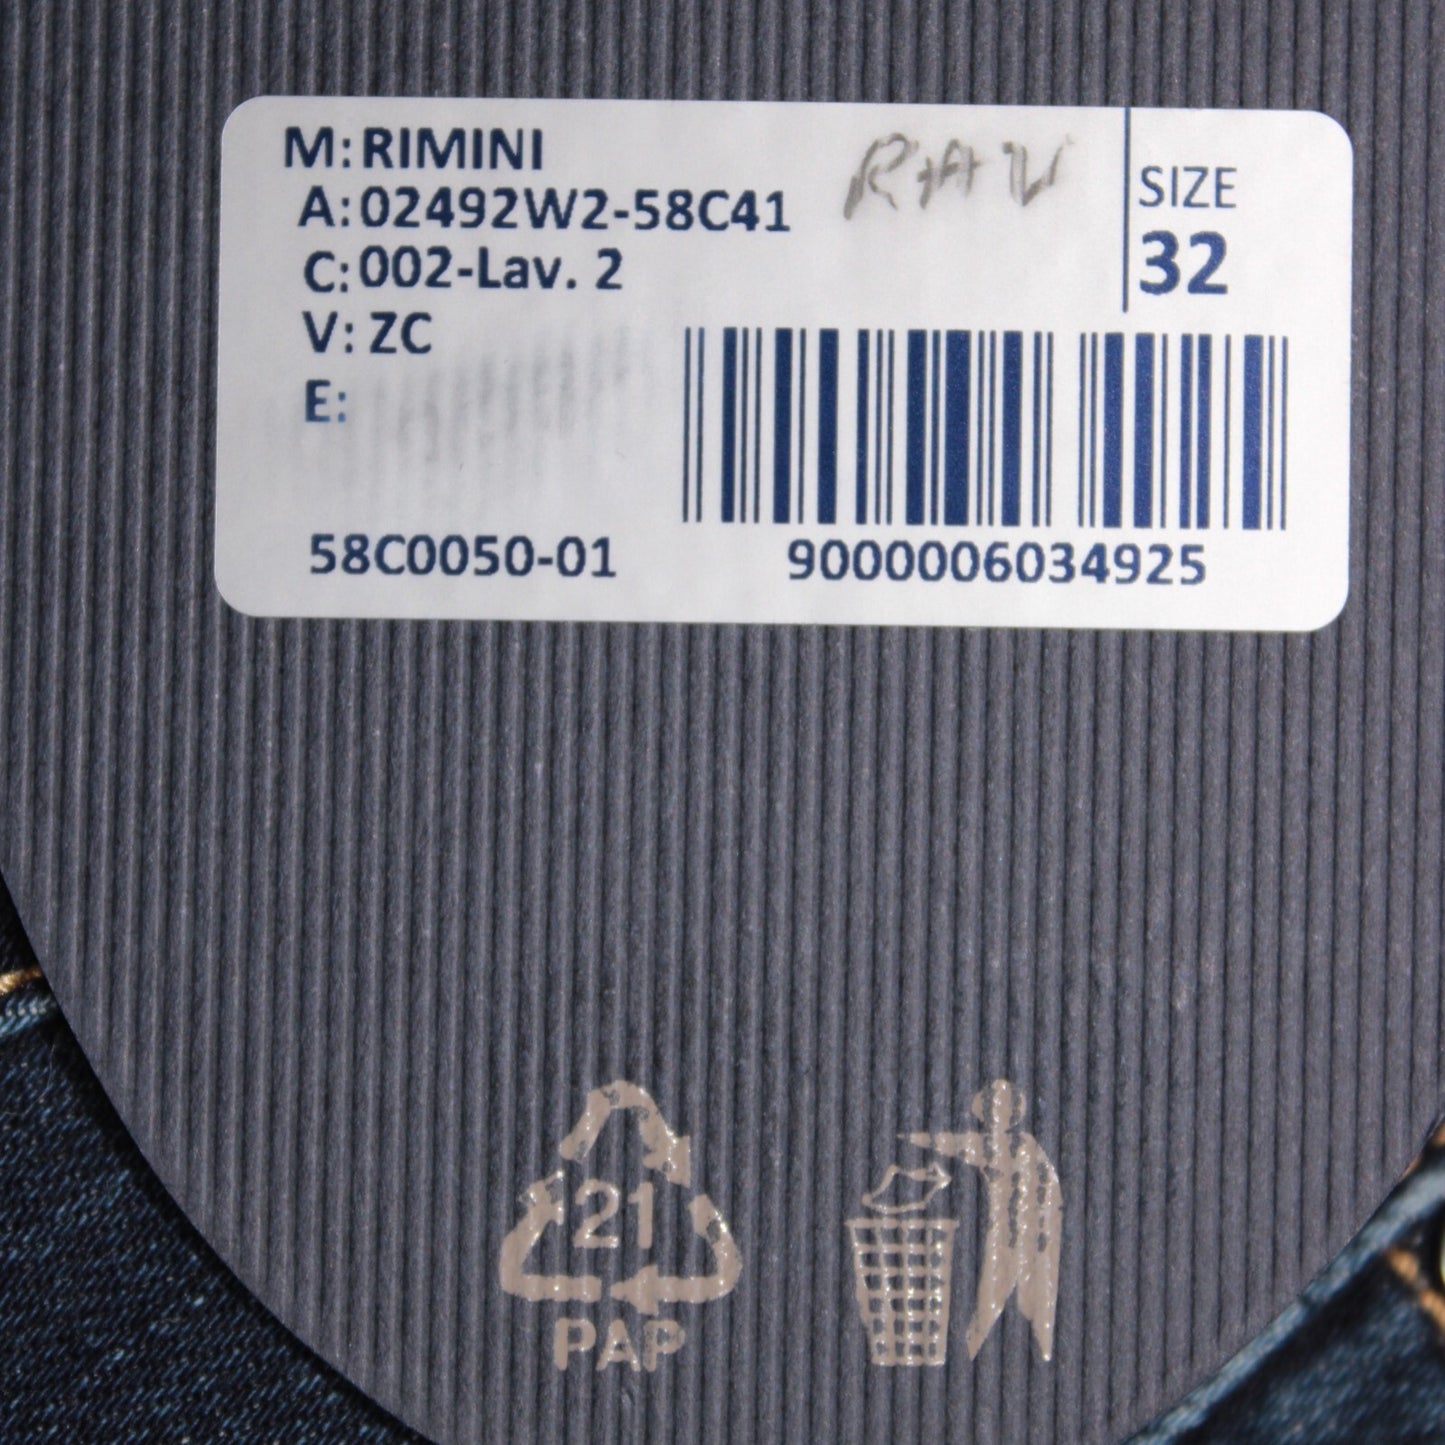 M: RIMINI
A: 02492W2-58C41
C: 002-Lav. 2
V: ZC
E:
SIZE
32
58C0050-01
9000006034925
21
PAP